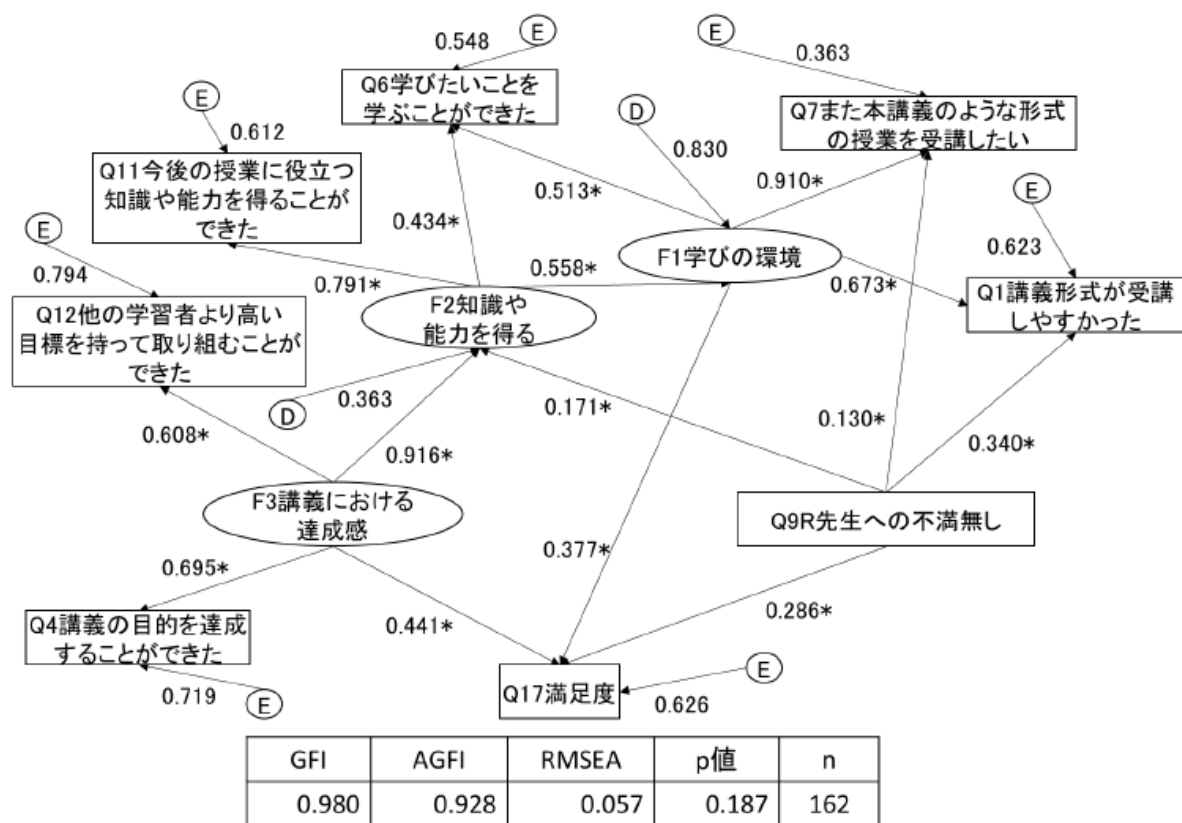 E
0.548
Q6学びたいことを
学ぶことができた
E
0.363
Q7また本講義のような形式
の授業を受講したい
E
0.612
Q11今後の授業に役立つ
知識や能力を得ることが
できた
D
0.830
0.513*
0.910*
0.434*
E
0.623
Q1講義形式が受講
しやすかった
E
0.794
Q12他の学習者より高い
目標を持って取り組むことが
できた
0.791*
0.558*
F1学びの環境
0.673*
F2知識や
能力を得る
D
0.363
0.171*
0.130*
0.340*
0.608*
0.916*
F3講義における
達成感
Q9R先生への不満無し
0.377*
0.695*
0.441*
0.286*
Q4講義の目的を達成
することができた
0.719
E
Q17満足度
E
0.626
GFI AGFI RMSEA p値 n
0.980 0.928 0.057 0.187 162